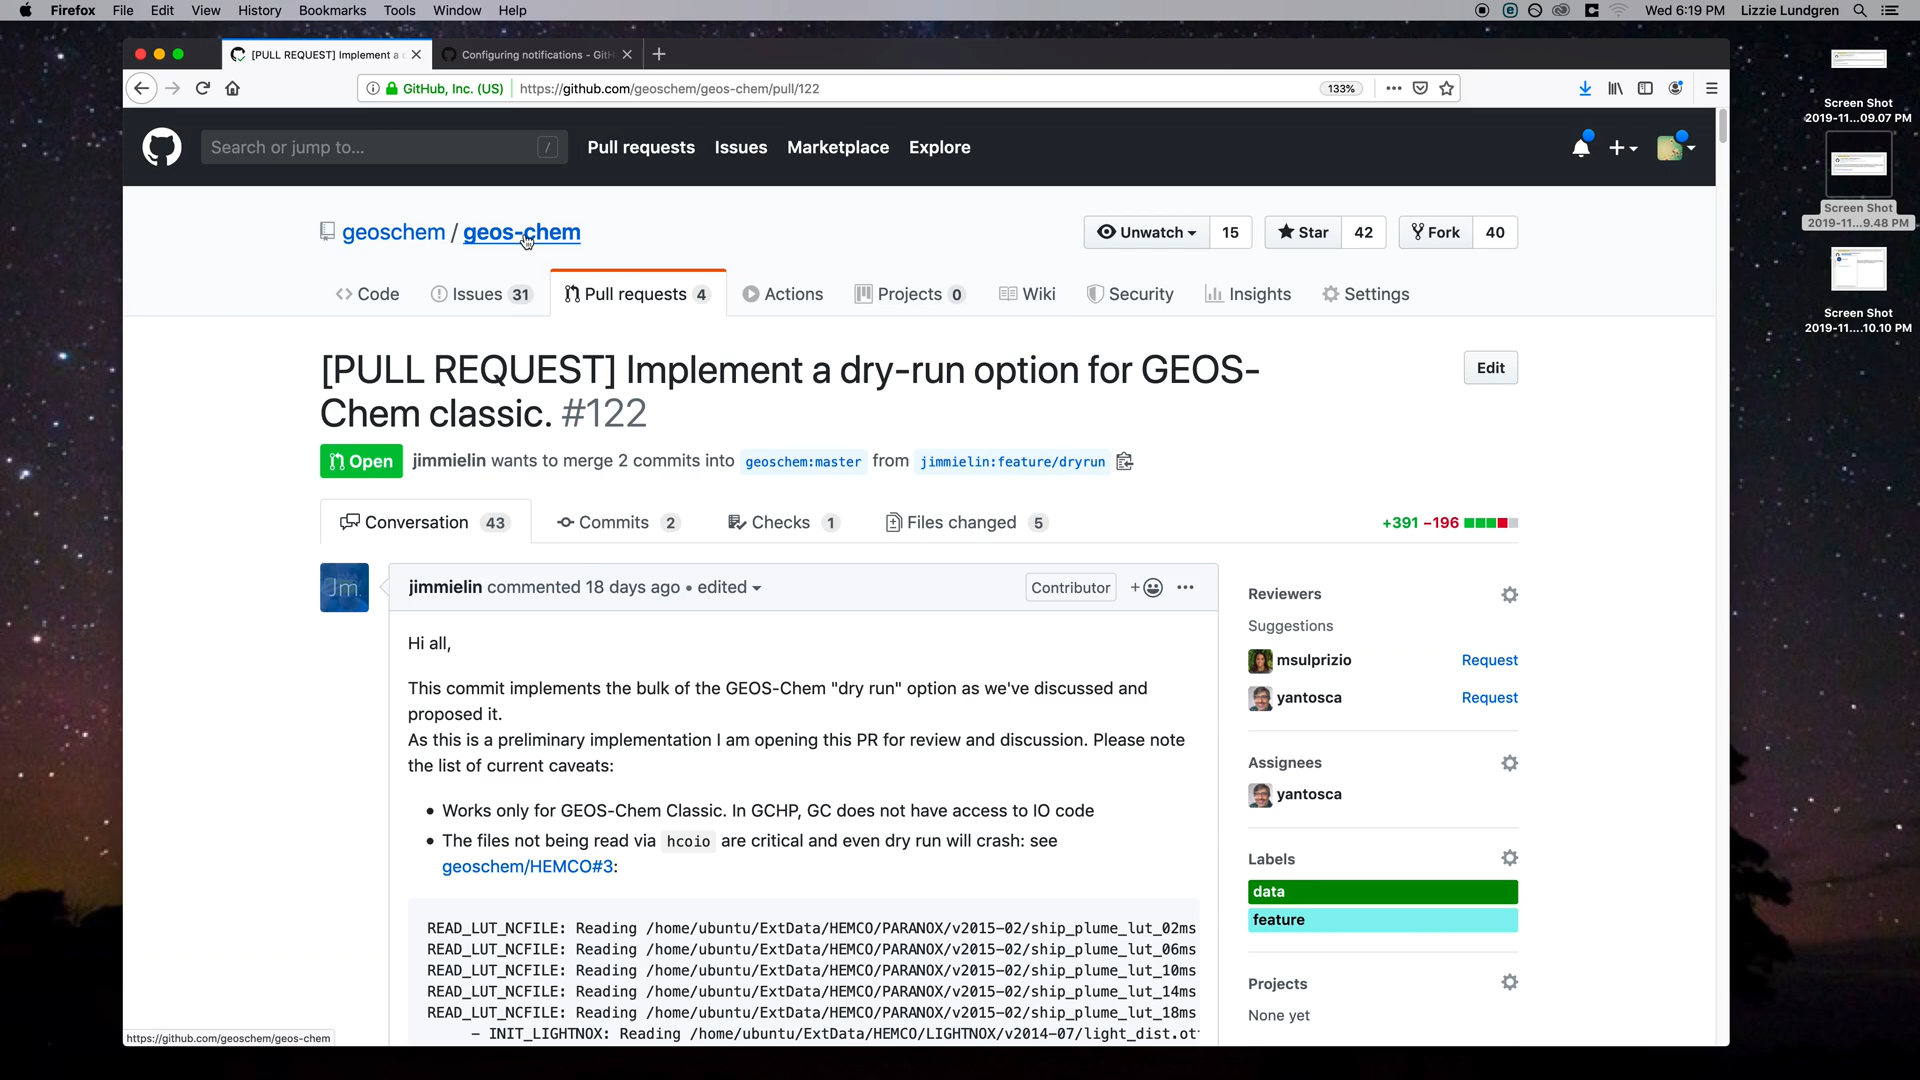 Firefox File Edit View History Bookmarks Tools Window Help
Wed 6:19 PM Lizzie Lundgren
[PULL REQUEST] Implement a
Configuring notifications - GitH
GitHub, Inc. (US) https://github.com/geoschem/geos-chem/pull/122 133%
Search or jump to... / Pull requests Issues Marketplace Explore
geoschem / geos-chem
Unwatch 15 Star 42 Fork 40
Code Issues 31 Pull requests 4 Actions Projects 0 Wiki Security Insights Settings
[PULL REQUEST] Implement a dry-run option for GEOS-
Chem classic. #122
Edit
Open jimmielin wants to merge 2 commits into geoschem:master from jimmielin:feature/dryrun
Conversation 43 Commits 2 Checks 1 Files changed 5 +391 −196
Jm.
jimmielin commented 18 days ago • edited Contributor
Hi all,
This commit implements the bulk of the GEOS-Chem "dry run" option as we've discussed and
proposed it.
As this is a preliminary implementation I am opening this PR for review and discussion. Please note
the list of current caveats:
• Works only for GEOS-Chem Classic. In GCHP, GC does not have access to IO code
• The files not being read via hcoio are critical and even dry run will crash: see
geoschem/HEMCO#3:
READ_LUT_NCFILE: Reading /home/ubuntu/ExtData/HEMCO/PARANOX/v2015-02/ship_plume_lut_02ms
READ_LUT_NCFILE: Reading /home/ubuntu/ExtData/HEMCO/PARANOX/v2015-02/ship_plume_lut_06ms
READ_LUT_NCFILE: Reading /home/ubuntu/ExtData/HEMCO/PARANOX/v2015-02/ship_plume_lut_10ms
READ_LUT_NCFILE: Reading /home/ubuntu/ExtData/HEMCO/PARANOX/v2015-02/ship_plume_lut_14ms
READ_LUT_NCFILE: Reading /home/ubuntu/ExtData/HEMCO/PARANOX/v2015-02/ship_plume_lut_18ms
- INIT_LIGHTNOX: Reading /home/ubuntu/ExtData/HEMCO/LIGHTNOX/v2014-07/light_dist.ot
Reviewers
Suggestions
msulprizio Request
yantosca Request
Assignees
yantosca
Labels
data
feature
Projects
None yet
https://github.com/geoschem/geos-chem
Screen Shot
2019-11...09.07 PM
Screen Shot
2019-11...9.48 PM
Screen Shot
2019-11....10.10 PM